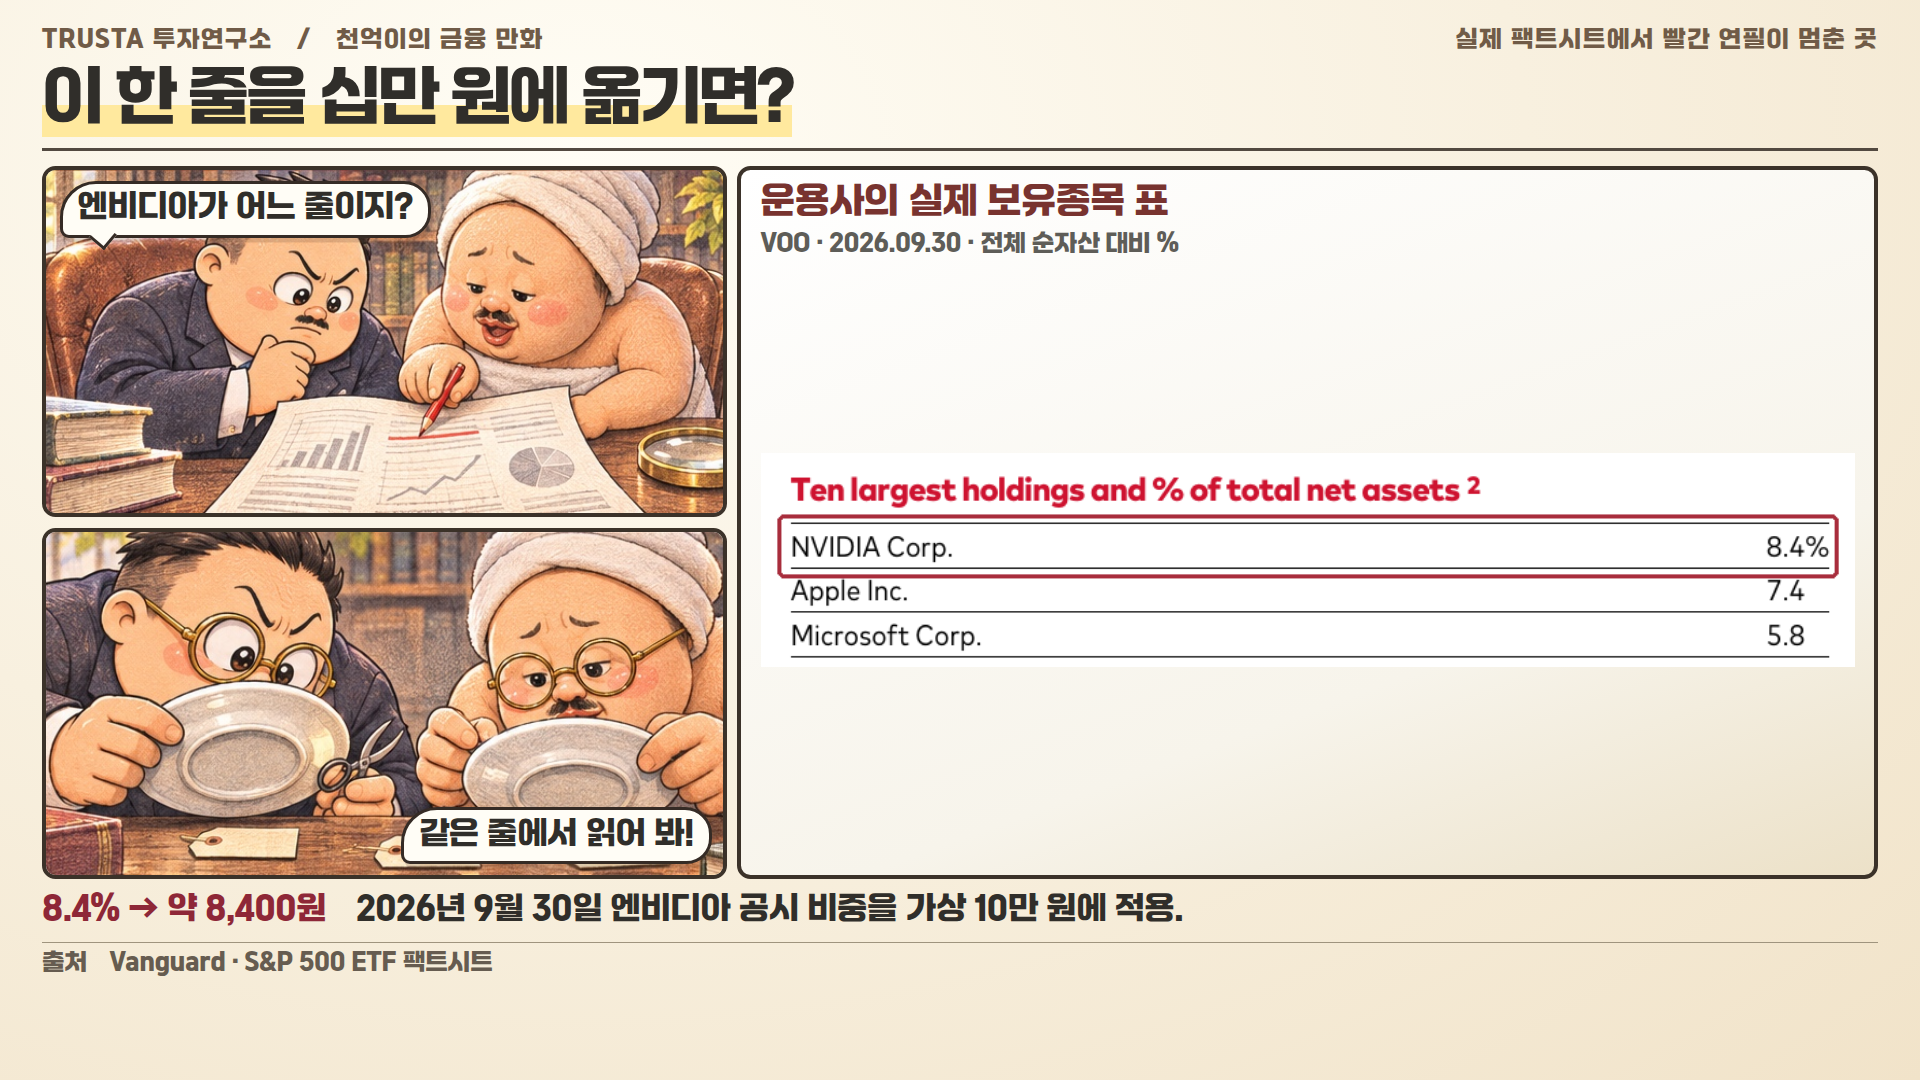 TRUSTA 투자연구소 / 천억이의 금융 만화
실제 팩트시트에서 빨간 연필이 멈춘 곳
이 한 줄을 십만 원에 옮기면?
엔비디아가 어느 줄이지?
같은 줄에서 읽어 봐!
운용사의 실제 보유종목 표
VOO · 2026.09.30 · 전체 순자산 대비 %
Ten largest holdings and % of total net assets ²
NVIDIA Corp. 8.4%
Apple Inc. 7.4
Microsoft Corp. 5.8
8.4% → 약 8,400원 2026년 9월 30일 엔비디아 공시 비중을 가상 10만 원에 적용.
출처 Vanguard · S&P 500 ETF 팩트시트